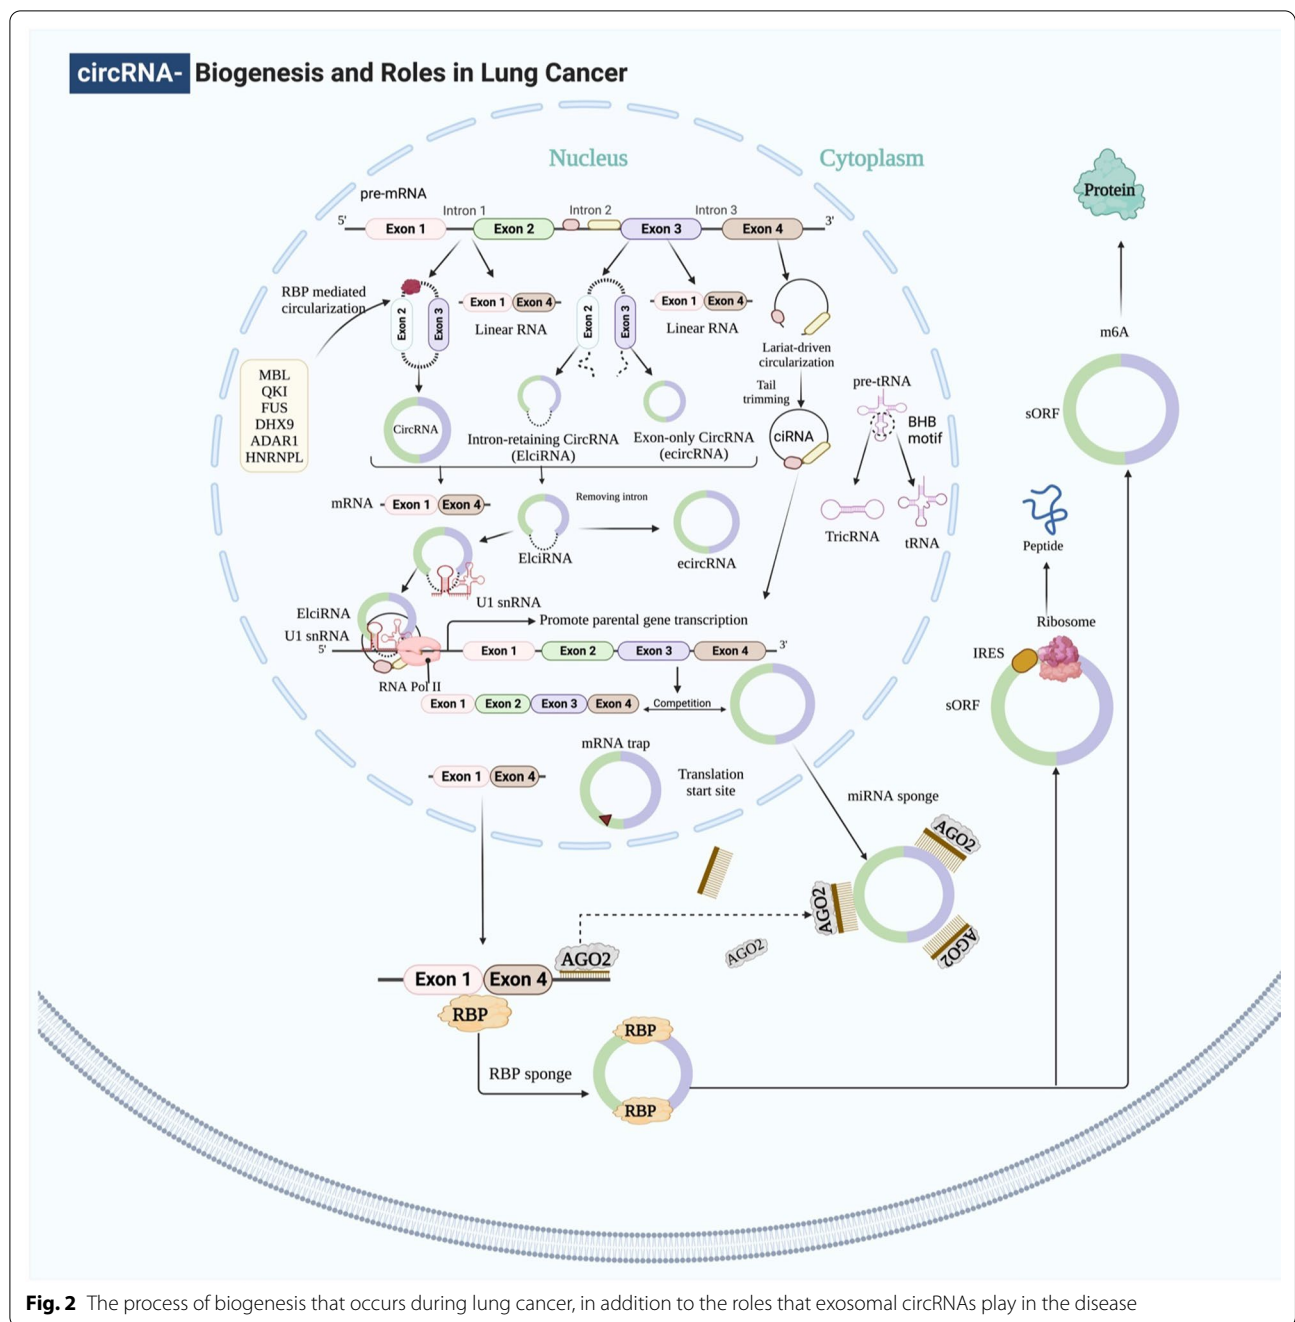 circRNA- Biogenesis and Roles in Lung Cancer
Nucleus
Cytoplasm
Protein
pre-mRNA
Intron 1
Intron 2
Intron 3
5'
Exon 1
Exon 2
Exon 3
Exon 4
3'
RBP mediated
circularization
Exon 2
Exon 3
Exon 1 Exon 4
Linear RNA
Exon 2
Exon 3
Exon 1 Exon 4
Linear RNA
Lariat-driven
circularization
m6A
MBL
QKI
FUS
DHX9
ADAR1
HNRNPL
Tail
trimming
pre-tRNA
BHB
motif
sORF
CircRNA
Intron-retaining CircRNA
(ElciRNA)
Exon-only CircRNA
(ecircRNA)
ciRNA
mRNA
Exon 1 Exon 4
Removing intron
ElciRNA
ecircRNA
TricRNA
tRNA
Peptide
U1 snRNA
ElciRNA
U1 snRNA
Promote parental gene transcription
5'
Exon 1
Exon 2
Exon 3
Exon 4
3'
Ribosome
IRES
sORF
RNA Pol II
Exon 1 Exon 2 Exon 3 Exon 4
Competition
mRNA trap
Exon 1 Exon 4
Translation
start site
miRNA sponge
AGO2
AGO2
AGO2
AGO2
AGO2
Exon 1 Exon 4
RBP
RBP sponge
RBP
RBP
Fig. 2 The process of biogenesis that occurs during lung cancer, in addition to the roles that exosomal circRNAs play in the disease